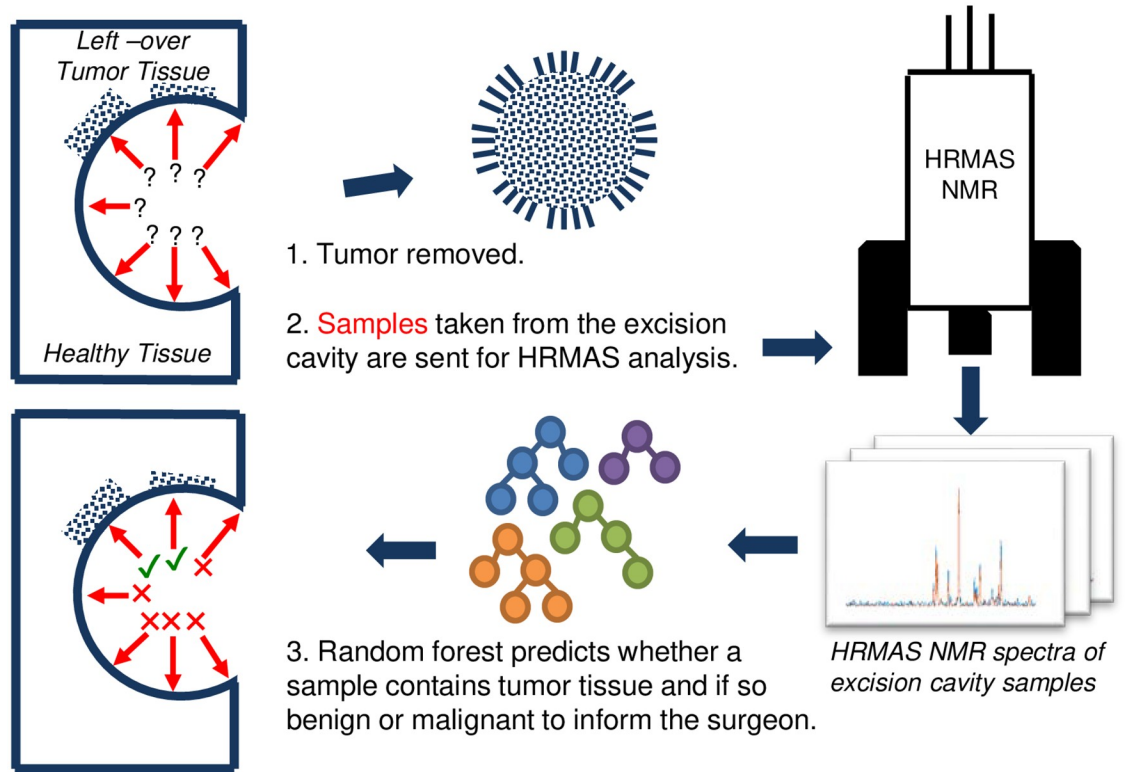 Left –over
Tumor Tissue
? ? ?
?
? ? ?
Healthy Tissue
1. Tumor removed.
2. Samples taken from the excision
cavity are sent for HRMAS analysis.
HRMAS
NMR
HRMAS NMR spectra of
excision cavity samples
3. Random forest predicts whether a
sample contains tumor tissue and if so
benign or malignant to inform the surgeon.